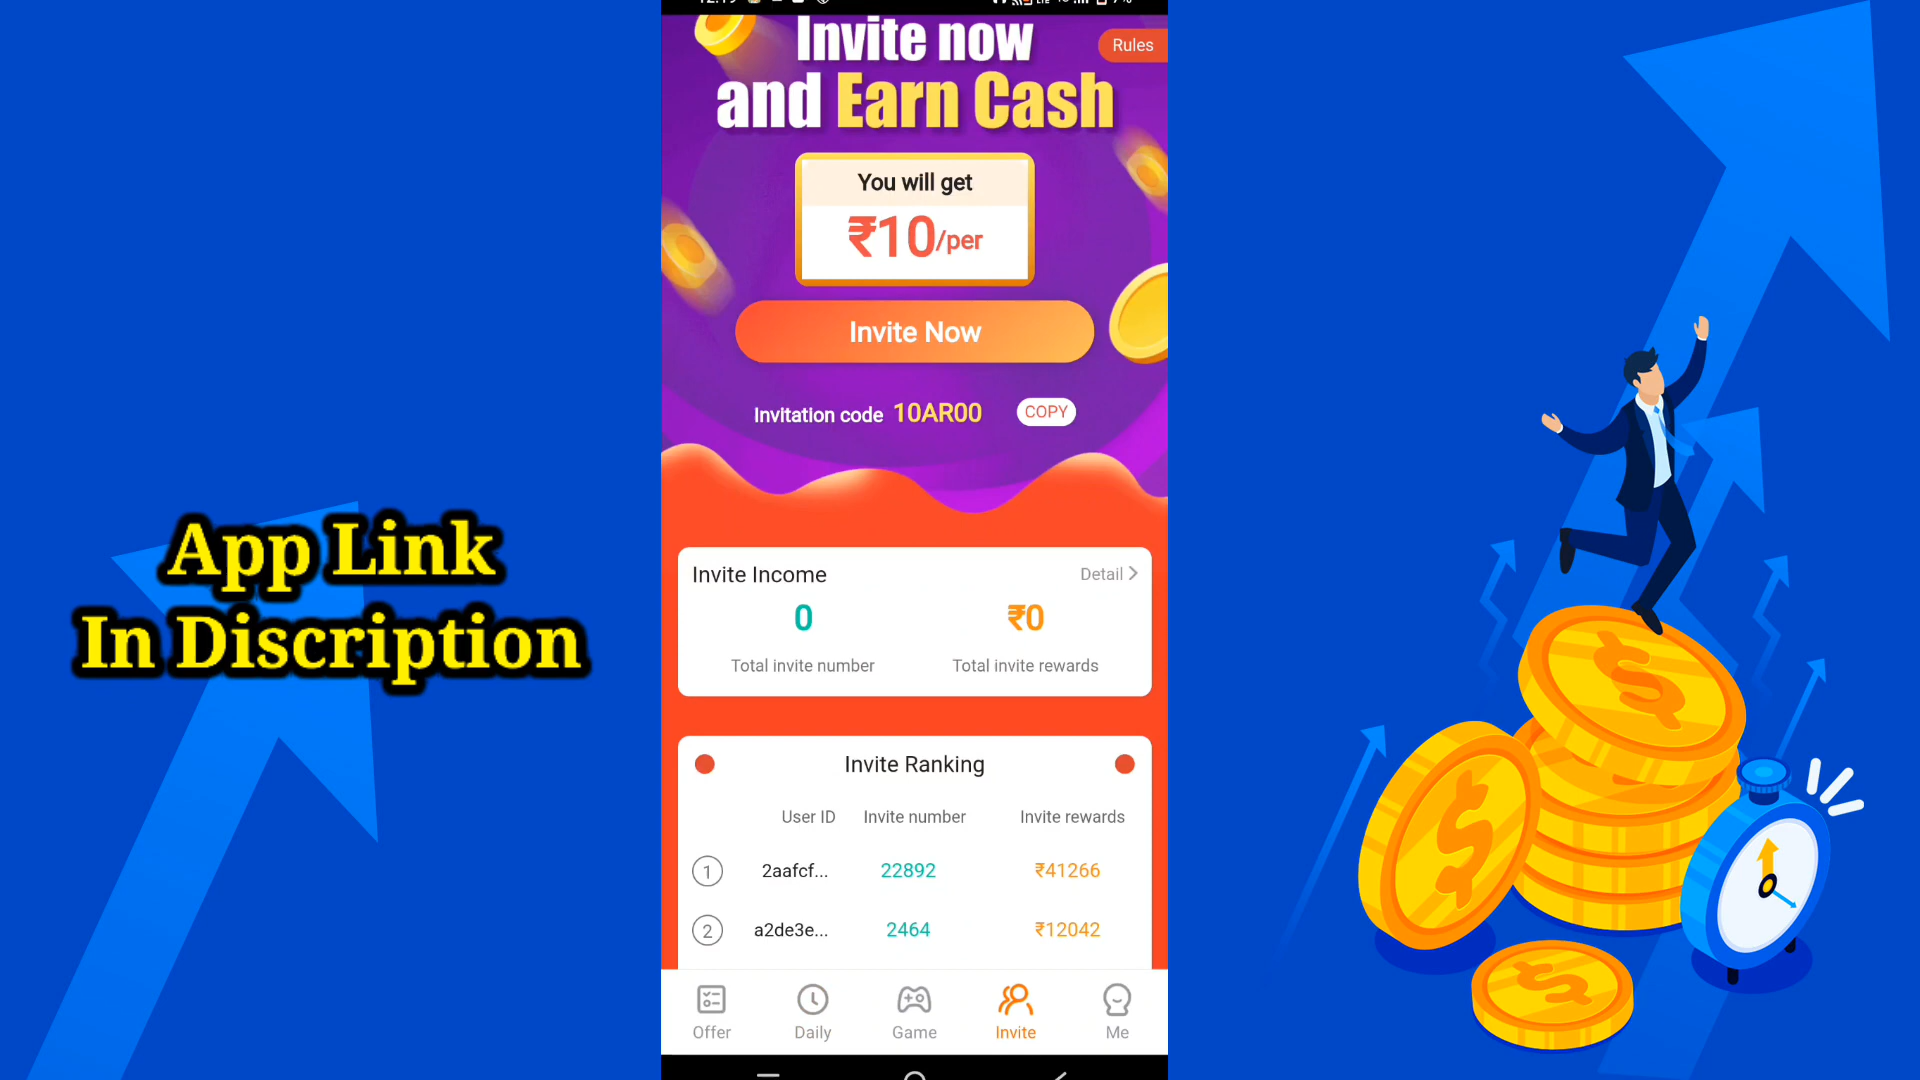 Invite now
and Earn Cash
Rules
You will get
₹10/per
Invite Now
Invitation code 10AR00 COPY
App Link
In Discription
Invite Income Detail >
0 ₹0
Total invite number Total invite rewards
Invite Ranking
User ID Invite number Invite rewards
1 2aafcf... 22892 ₹41266
2 a2de3e... 2464 ₹12042
Offer Daily Game Invite Me